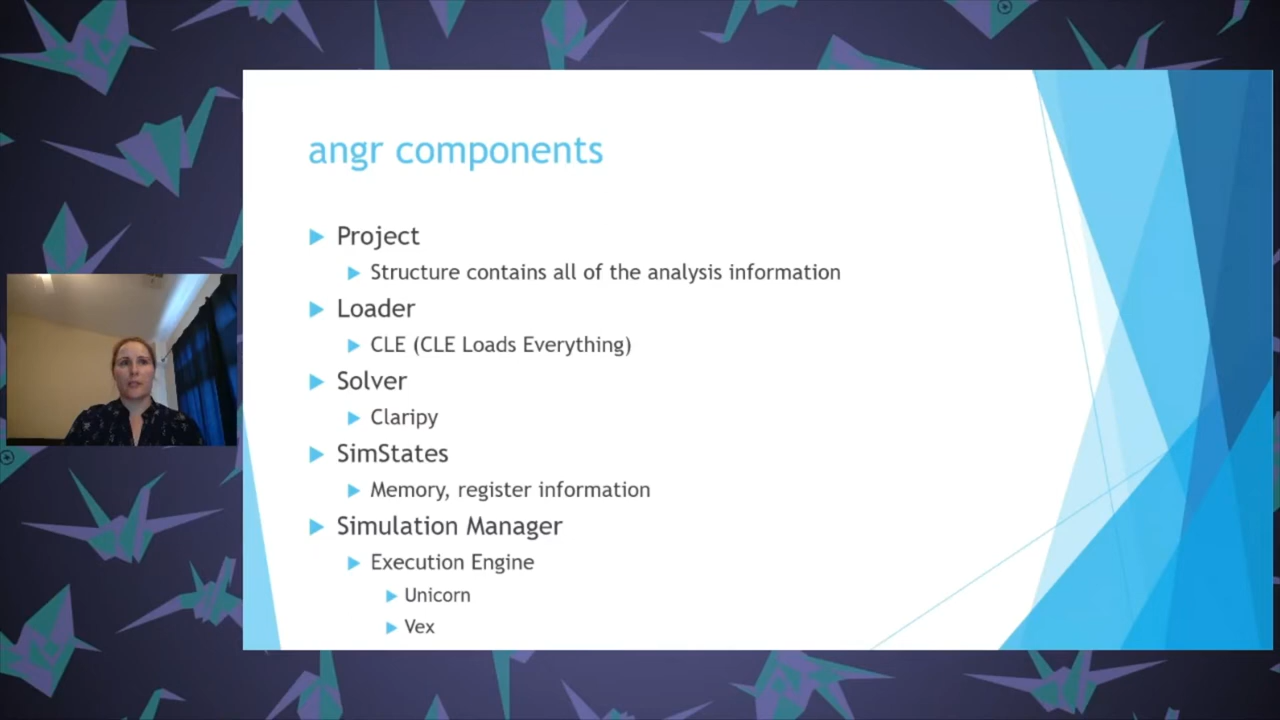 angr components
Project
Structure contains all of the analysis information
Loader
CLE (CLE Loads Everything)
Solver
Claripy
SimStates
Memory, register information
Simulation Manager
Execution Engine
Unicorn
Vex